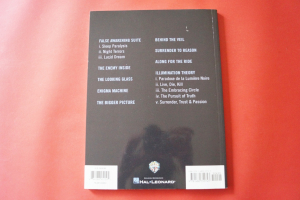 FALSE AWAKENING SUITE
i. Sleep Paralysis
ii. Night Terrors
iii. Lucid Dream
THE ENEMY INSIDE
THE LOOKING GLASS
ENIGMA MACHINE
THE BIGGER PICTURE
BEHIND THE VEIL
SURRENDER TO REASON
ALONG FOR THE RIDE
ILLUMINATION THEORY
i. Paradoxe de la Lumière Noire
ii. Live, Die, Kill
iii. The Embracing Circle
iv. The Pursuit of Truth
v. Surrender, Trust & Passion
HAL•LEONARD